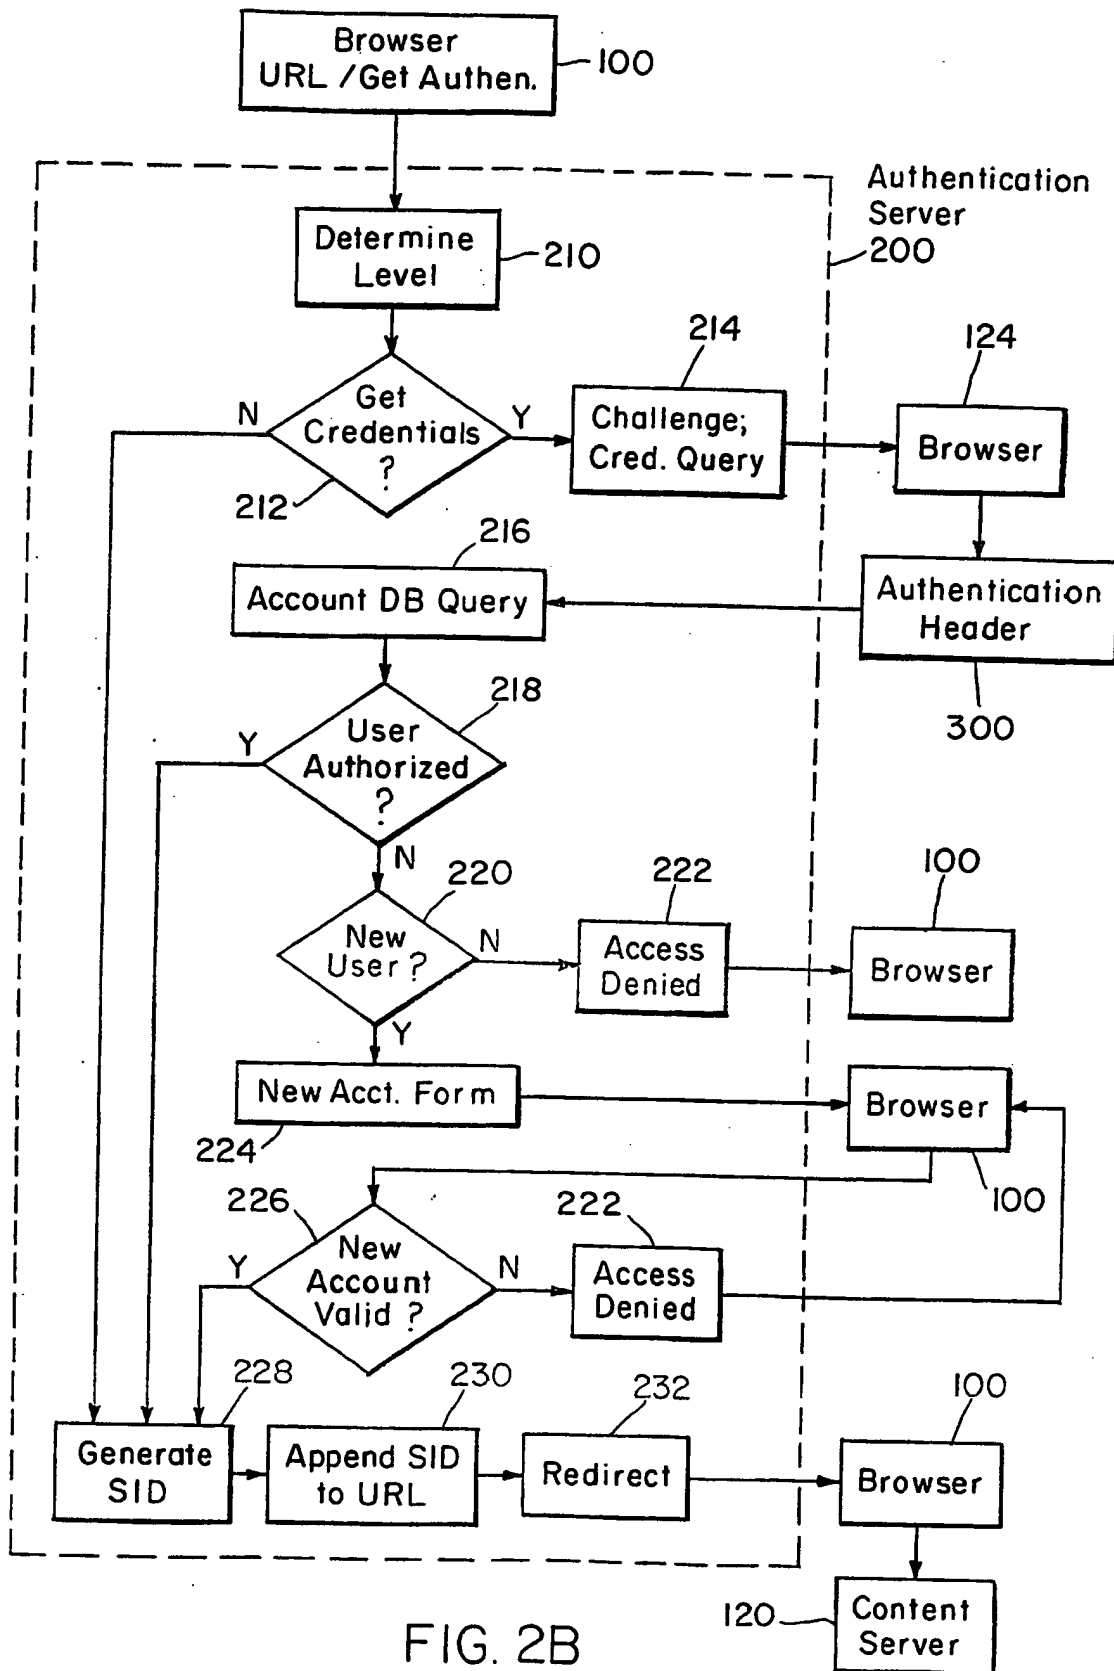 Browser
URL /Get Authen.
100
Authentication
Server
200
Determine
Level
210
214
124
N
Get
Credentials
?
Y
Challenge;
Cred. Query
Browser
212
216
Account DB Query
Authentication
Header
300
218
Y
User
Authorized
?
N
220
222
100
New
User ?
N
Access
Denied
Browser
Y
New Acct. Form
Browser
224
100
226
222
Y
New
Account
Valid ?
N
Access
Denied
228
230
232
100
Generate
SID
Append SID
to URL
Redirect
Browser
120
Content
Server
FIG. 2B